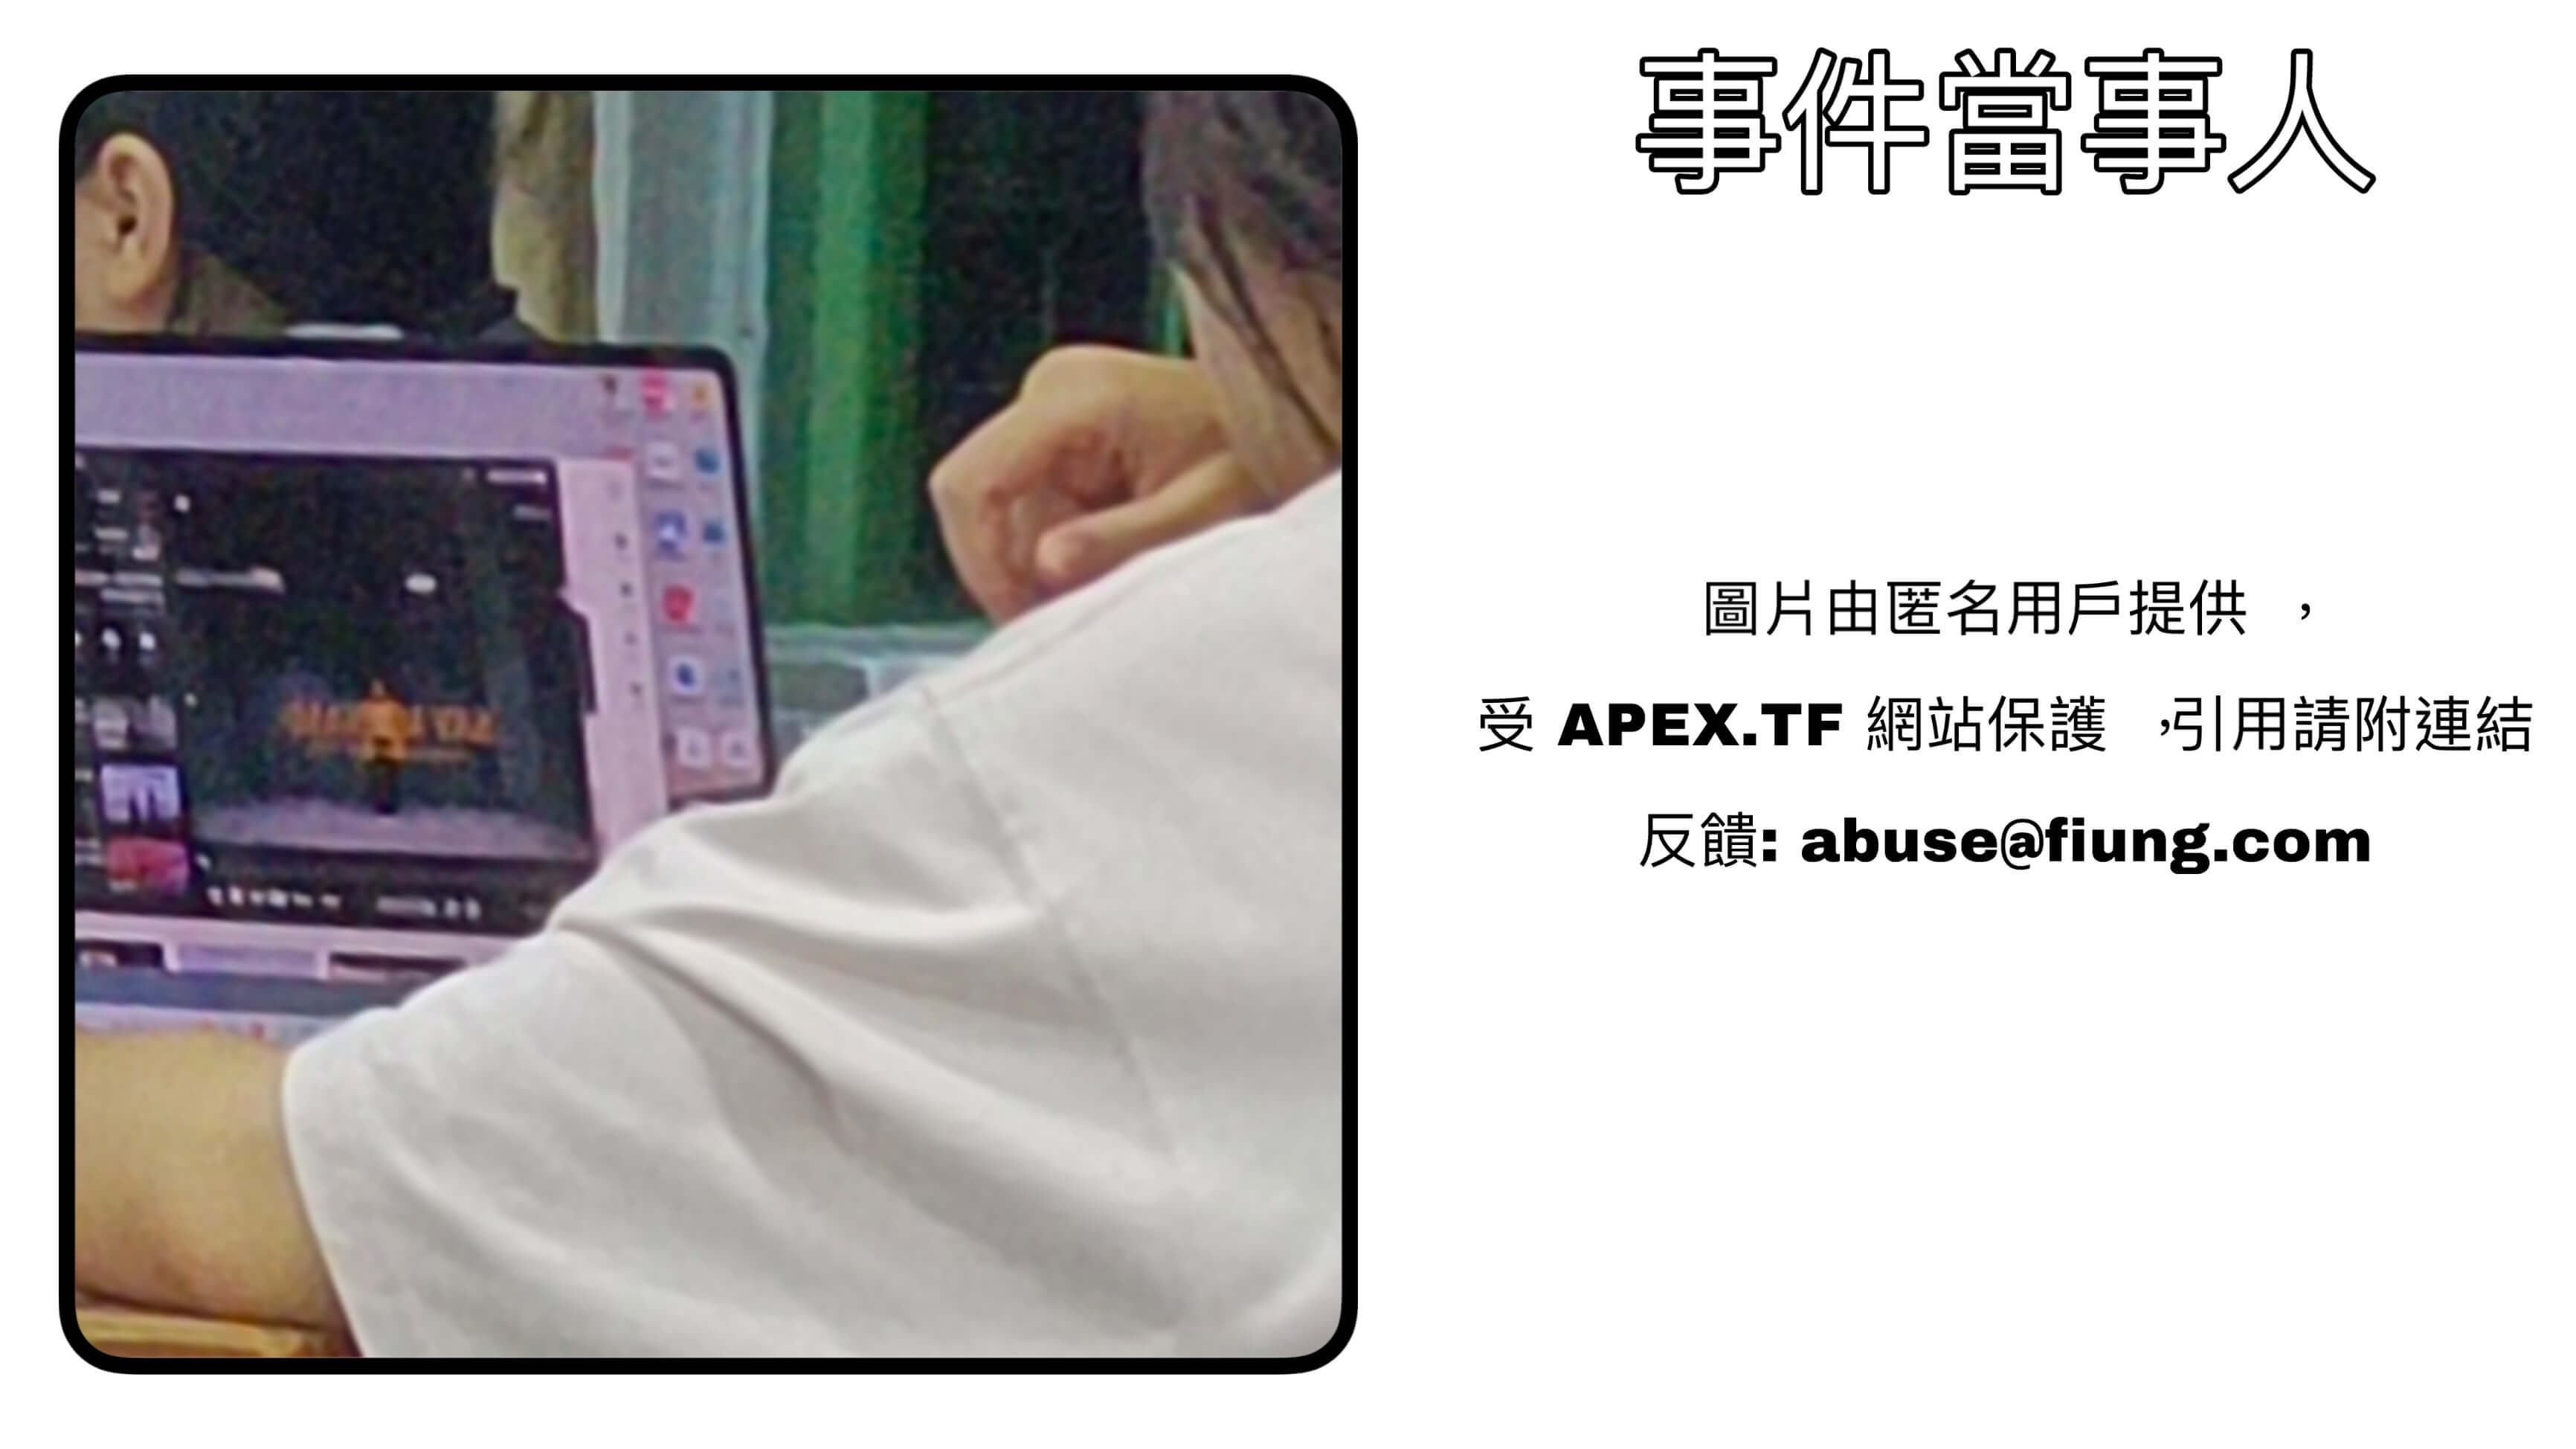 事件當事人
圖片由匿名用戶提供 ，
受 APEX.TF 網站保護 ，引用請附連結
反饋: abuse@fiung.com